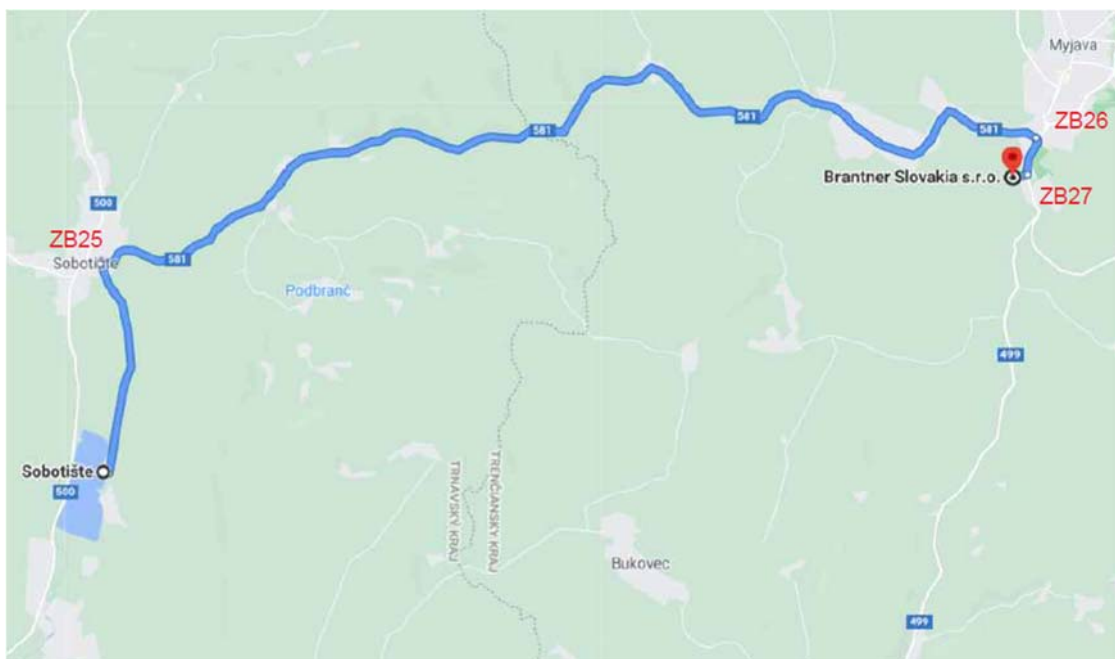 Myjava
ZB26
581
581
581
Brantner Slovakia s.r.o.
ZB27
500
ZB25
Sobotište
581
Podbranč
499
TRNAVSKÝ KRAJ
TRENČIANSKY KRAJ
Sobotište
500
Bukovec
499